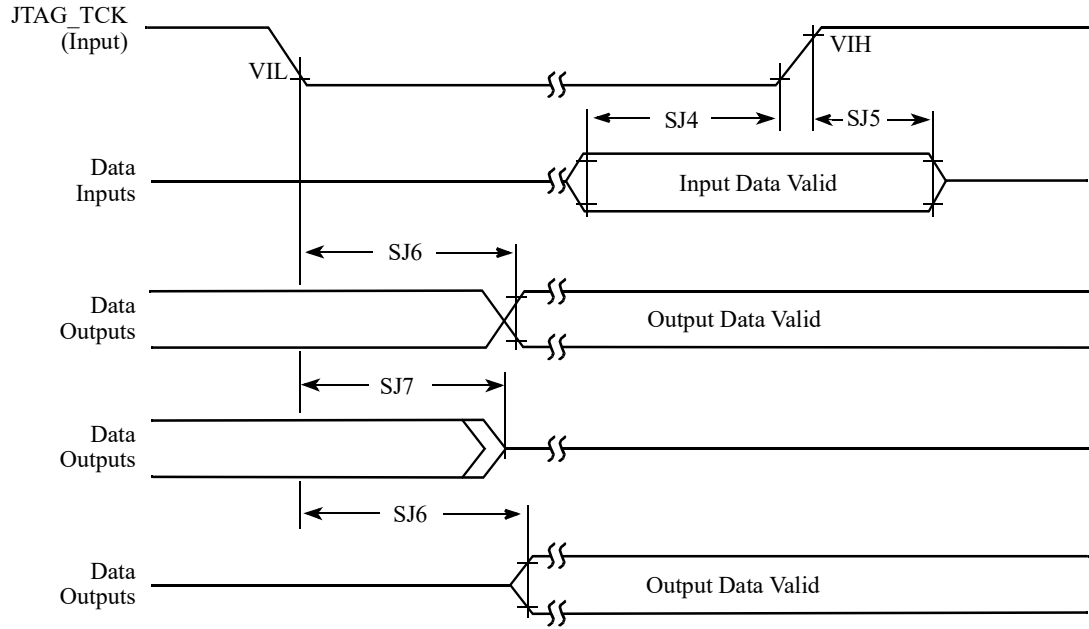 JTAG_TCK
(Input)
VIL
VIH
SJ4
SJ5
Data
Inputs
Input Data Valid
SJ6
Data
Outputs
Output Data Valid
SJ7
Data
Outputs
SJ6
Data
Outputs
Output Data Valid